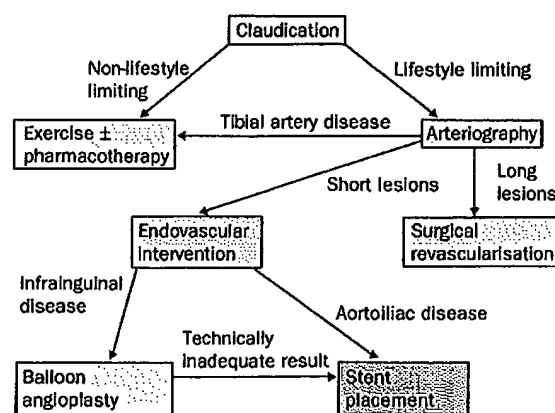 Claudication
Non-lifestyle
limiting
Lifestyle limiting
Exercise ±
pharmacotherapy
Tibial artery disease
Arteriography
Short lesions
Long
lesions
Endovascular
intervention
Surgical
revascularisation
Infrainguinal
disease
Aortoiliac disease
Technically
inadequate result
Balloon
angioplasty
Stent
placement